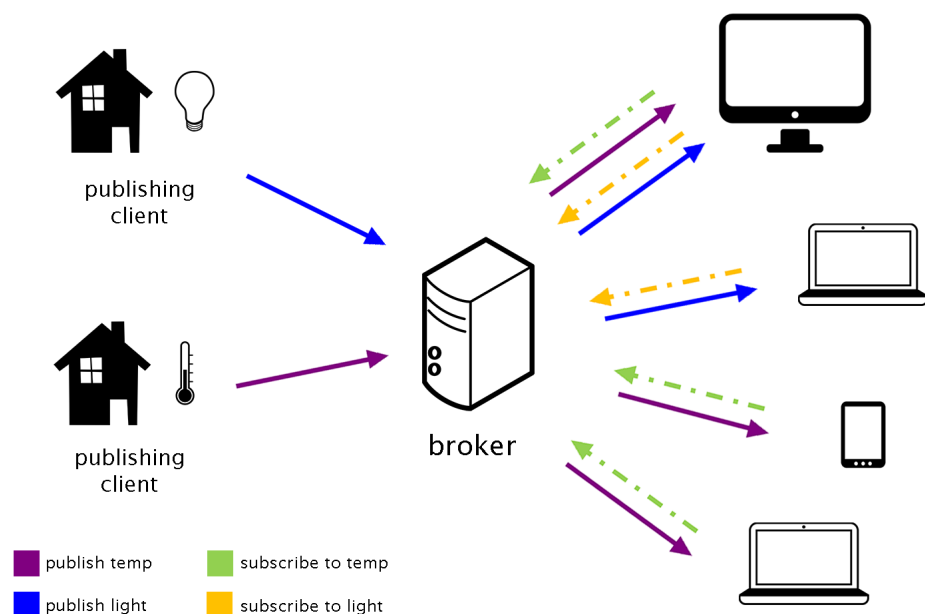 publishing
client
broker
publishing
client
publish temp
subscribe to temp
publish light
subscribe to light